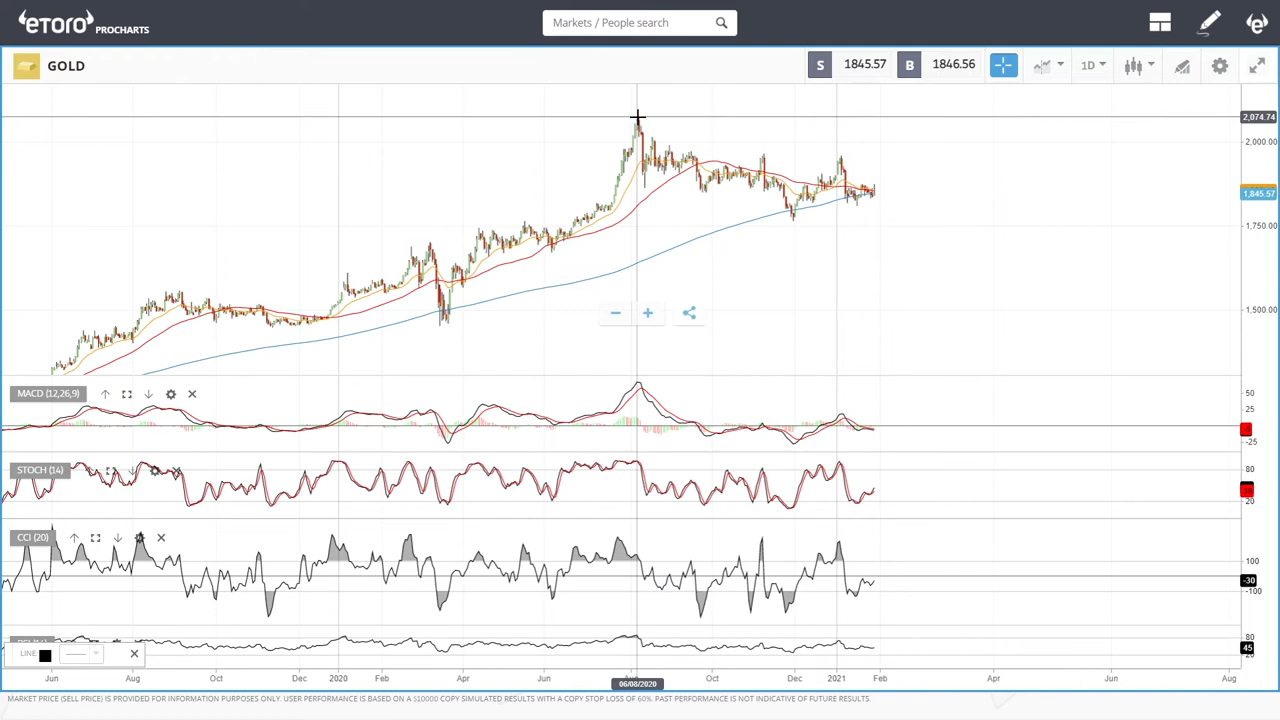 eTORO PROCHARTS
Markets / People search
GOLD
S 1845.57 B 1846.56 1D
2,074.74
2,000.00
1,845.57
1,750.00
1,500.00
MACD (12,26,9)
50
25
-25
STOCH (14)
80
20
CCI (20)
100
-30
-100
80
LINE:
45
Jun Aug Oct Dec 2020 Feb Apr Jun Oct Dec 2021 Feb Apr Jun Aug
06/08/2020
MARKET PRICE (SELL PRICE) IS PROVIDED FOR INFORMATION PURPOSES ONLY. USER PERFORMANCE IS BASED ON A $10000 COPY SIMULATED RESULTS WITH A COPY STOP LOSS OF 60%. PAST PERFORMANCE IS NOT INDICATIVE OF FUTURE RESULTS.